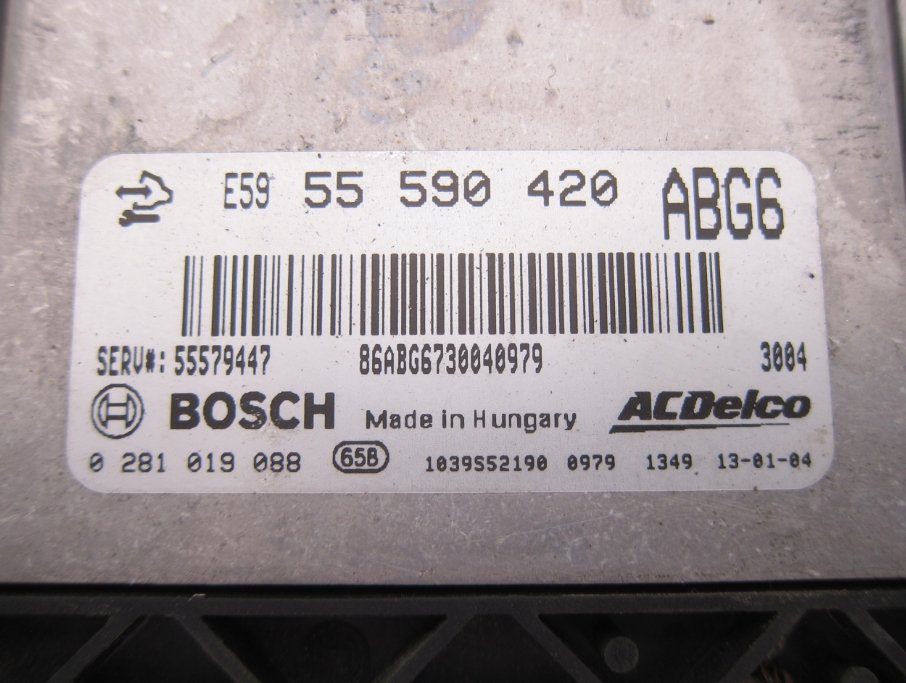 E59 55 590 420 ABG6
SERV#: 55579447 86ABG6730040979 3004
BOSCH Made in Hungary ACDelco
0 281 019 088 658 1039S52190 0979 1349 13-01-04